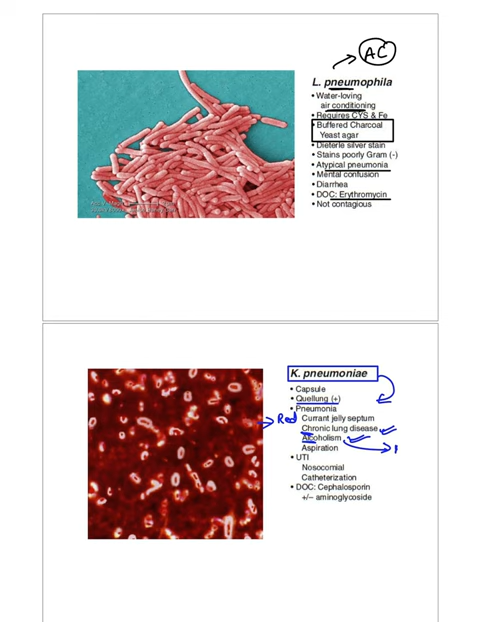 AC
L. pneumophila
• Water-loving
air conditioning
• Requires CYS & Fe
• Buffered Charcoal
Yeast agar
• Dieterle silver stain
• Stains poorly Gram (-)
• Atypical pneumonia
• Mental confusion
• Diarrhea
• DOC: Erythromycin
• Not contagious
K. pneumoniae
• Capsule
• Quellung (+)
• Pneumonia
Red Currant jelly septum
Chronic lung disease
Alcoholism
Aspiration
• UTI
Nosocomial
Catheterization
• DOC: Cephalosporin
+/– aminoglycoside